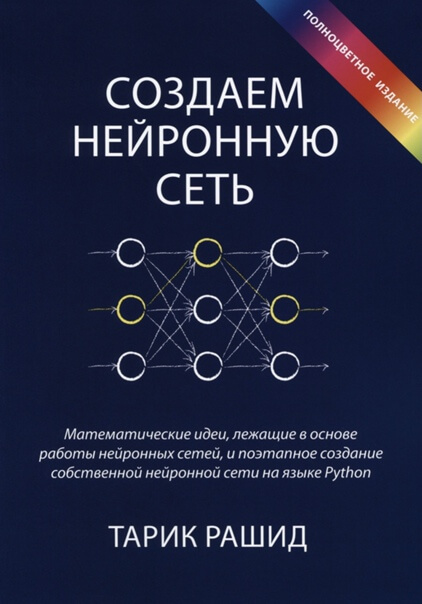 ПОЛНОЦВЕТНОЕ ИЗДАНИЕ
СОЗДАЕМ
НЕЙРОННУЮ
СЕТЬ
Математические идеи, лежащие в основе
работы нейронных сетей, и поэтапное создание
собственной нейронной сети на языке Python
ТАРИК РАШИД